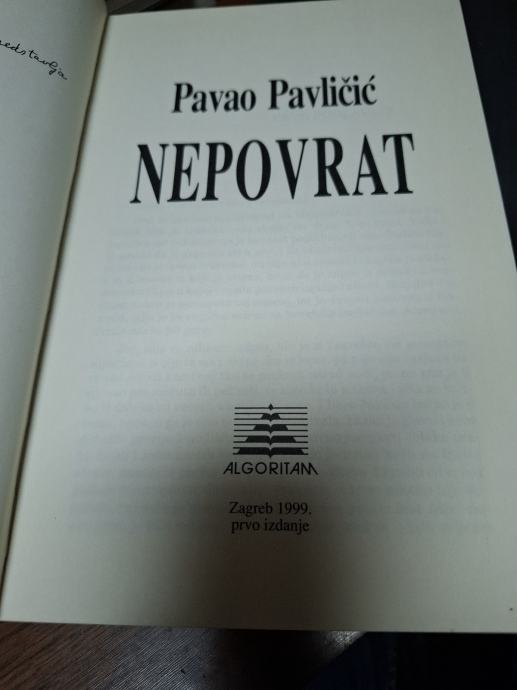 Pavao Pavličić
NEPOVRAT
ALGORITAM
Zagreb 1999.
prvo izdanje